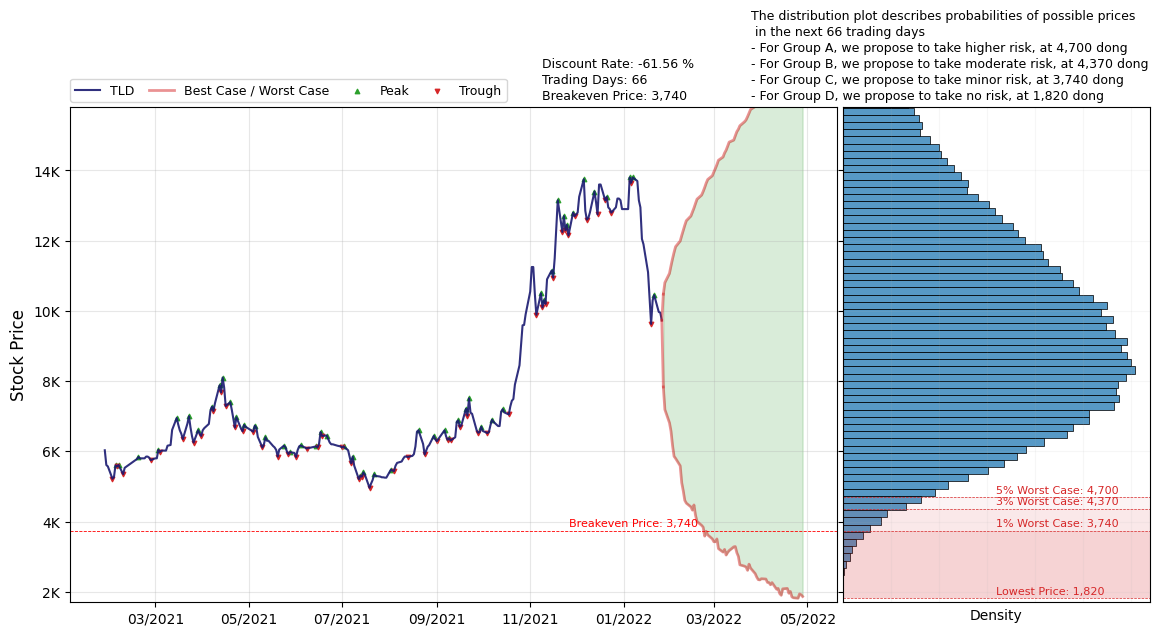 The distribution plot describes probabilities of possible prices
in the next 66 trading days
- For Group A, we propose to take higher risk, at 4,700 dong
- For Group B, we propose to take moderate risk, at 4,370 dong
- For Group C, we propose to take minor risk, at 3,740 dong
- For Group D, we propose to take no risk, at 1,820 dong
Discount Rate: -61.56 %
Trading Days: 66
Breakeven Price: 3,740
TLD
Best Case / Worst Case
Peak
Trough
Stock Price
14K
12K
10K
8K
6K
4K
2K
Breakeven Price: 3,740
5% Worst Case: 4,700
3% Worst Case: 4,370
1% Worst Case: 3,740
Lowest Price: 1,820
03/2021 05/2021 07/2021 09/2021 11/2021 01/2022 03/2022 05/2022
Density